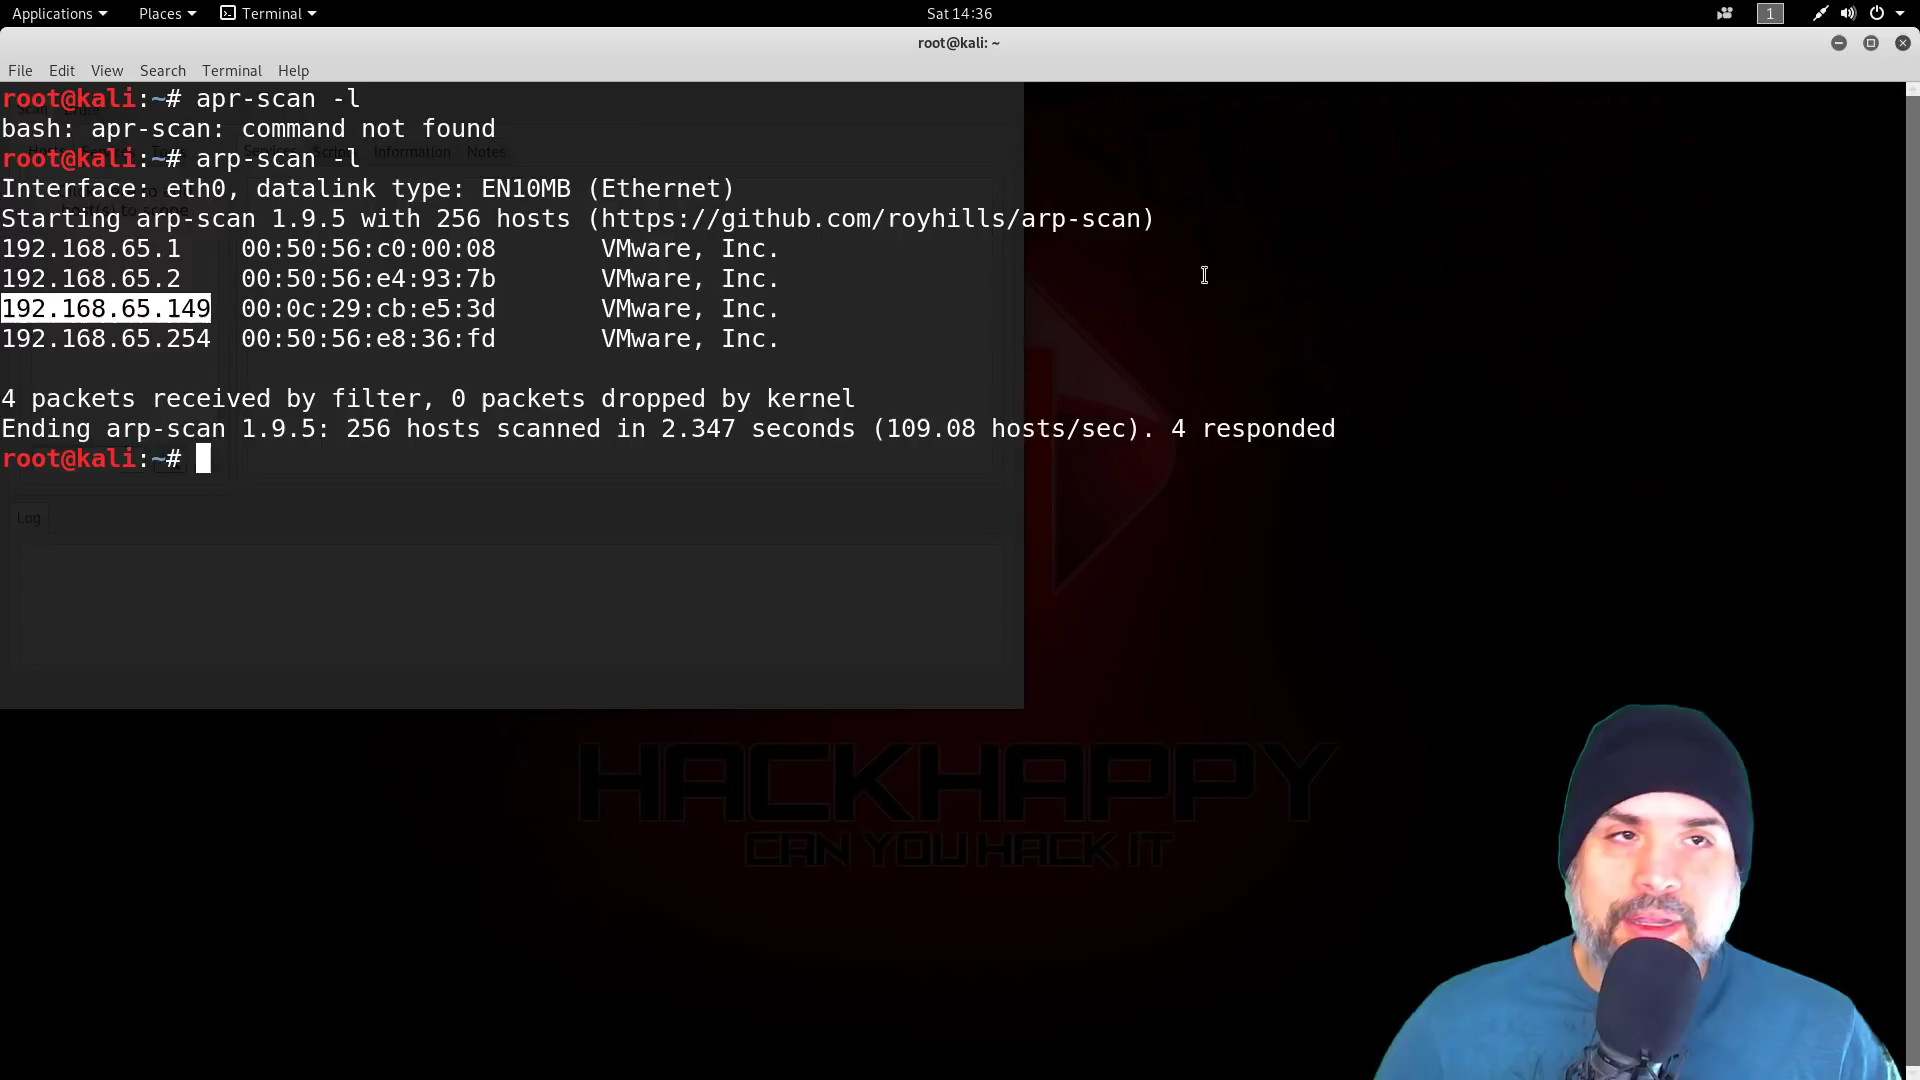 Applications Places Terminal Sat 14:36 1
root@kali: ~
File Edit View Search Terminal Help
root@kali:~# apr-scan -l
bash: apr-scan: command not found
Hosts Services Scripts Information Notes
root@kali:~# arp-scan -l
Interface: eth0, datalink type: EN10MB (Ethernet)
Starting arp-scan 1.9.5 with 256 hosts (https://github.com/royhills/arp-scan)
192.168.65.1 00:50:56:c0:00:08 VMware, Inc.
192.168.65.2 00:50:56:e4:93:7b VMware, Inc.
192.168.65.149 00:0c:29:cb:e5:3d VMware, Inc.
192.168.65.254 00:50:56:e8:36:fd VMware, Inc.
4 packets received by filter, 0 packets dropped by kernel
Ending arp-scan 1.9.5: 256 hosts scanned in 2.347 seconds (109.08 hosts/sec). 4 responded
root@kali:~#
Log
HACKHAPPY
CAN YOU HACK IT